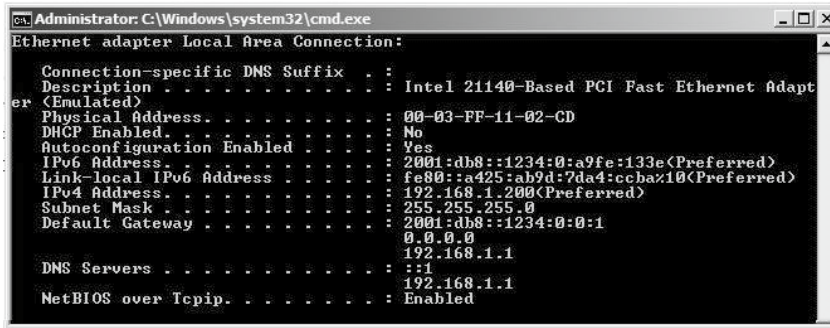 Administrator: C:\Windows\system32\cmd.exe
Ethernet adapter Local Area Connection:
Connection-specific DNS Suffix . :
Description . . . . . . . . . . . : Intel 21140-Based PCI Fast Ethernet Adapt
er (Emulated)
Physical Address. . . . . . . . . : 00-03-FF-11-02-CD
DHCP Enabled. . . . . . . . . . . : No
Autoconfiguration Enabled . . . . : Yes
IPv6 Address. . . . . . . . . . . : 2001:db8::1234:0:a9fe:133e(Preferred)
Link-local IPv6 Address . . . . . : fe80::a425:ab9d:7da4:ccba%10(Preferred)
IPv4 Address. . . . . . . . . . . : 192.168.1.200(Preferred)
Subnet Mask . . . . . . . . . . . : 255.255.255.0
Default Gateway . . . . . . . . . : 2001:db8::1234:0:0:1
0.0.0.0
192.168.1.1
DNS Servers . . . . . . . . . . . : ::1
192.168.1.1
NetBIOS over Tcpip. . . . . . . . : Enabled